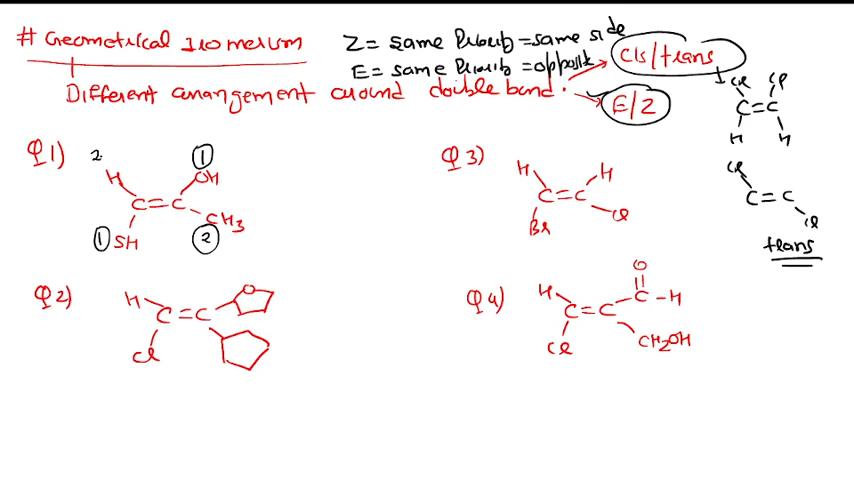 # Geometrical Isomerism
Z = same Priority = same side
E = same Priority = opposite
cis/trans
Different arrangement around double bond.
E/Z
Cl Cl
C=C
H H
Q1)
2 H
1 OH
C=C
1 SH
CH3
2
Q3)
H H
C=C
Br Cl
Cl
C=C
Cl
trans
Q2)
H
O
C=C
Cl
Q4)
O
H C-H
C=C
Cl CH2OH